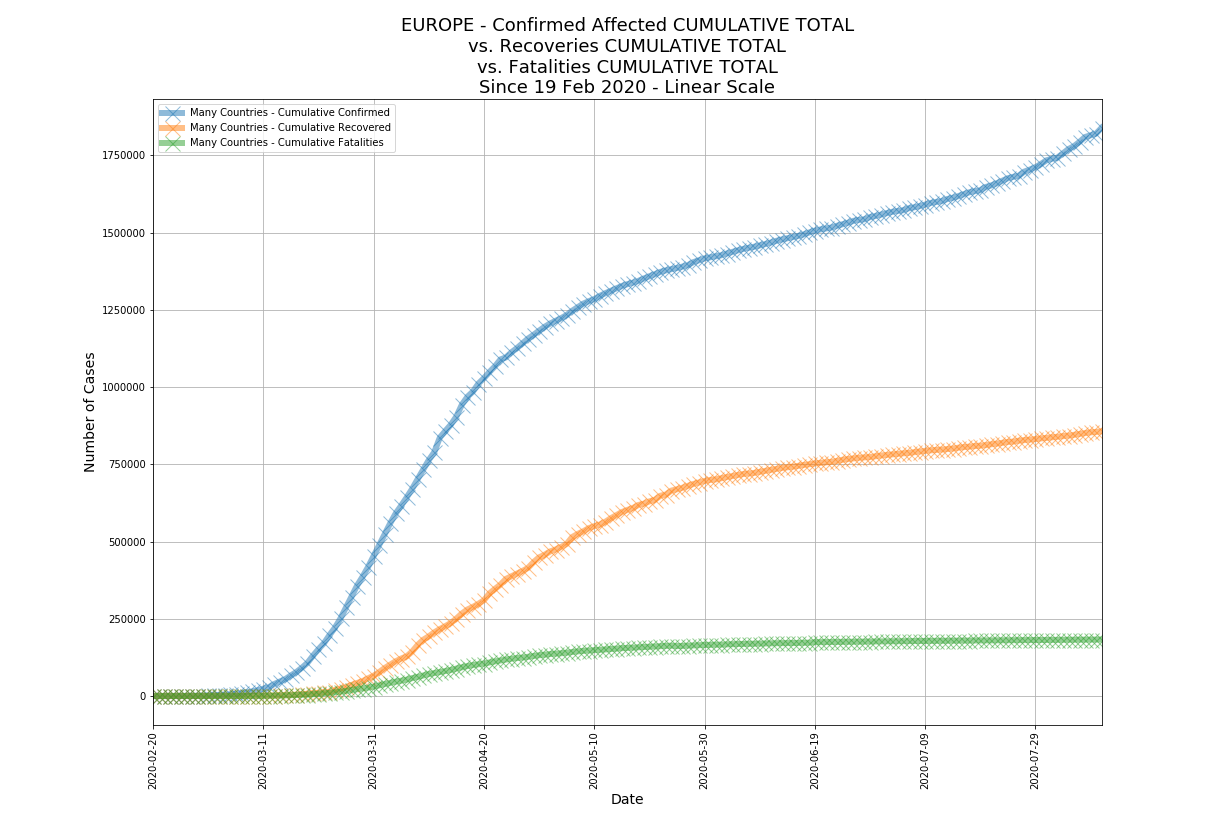 EUROPE - Confirmed Affected CUMULATIVE TOTAL
vs. Recoveries CUMULATIVE TOTAL
vs. Fatalities CUMULATIVE TOTAL
Since 19 Feb 2020 - Linear Scale
Many Countries - Cumulative Confirmed
Many Countries - Cumulative Recovered
Many Countries - Cumulative Fatalities
Number of Cases
1750000
1500000
1250000
1000000
750000
500000
250000
0
2020-02-20
2020-03-11
2020-03-31
2020-04-20
2020-05-10
2020-05-30
2020-06-19
2020-07-09
2020-07-29
Date